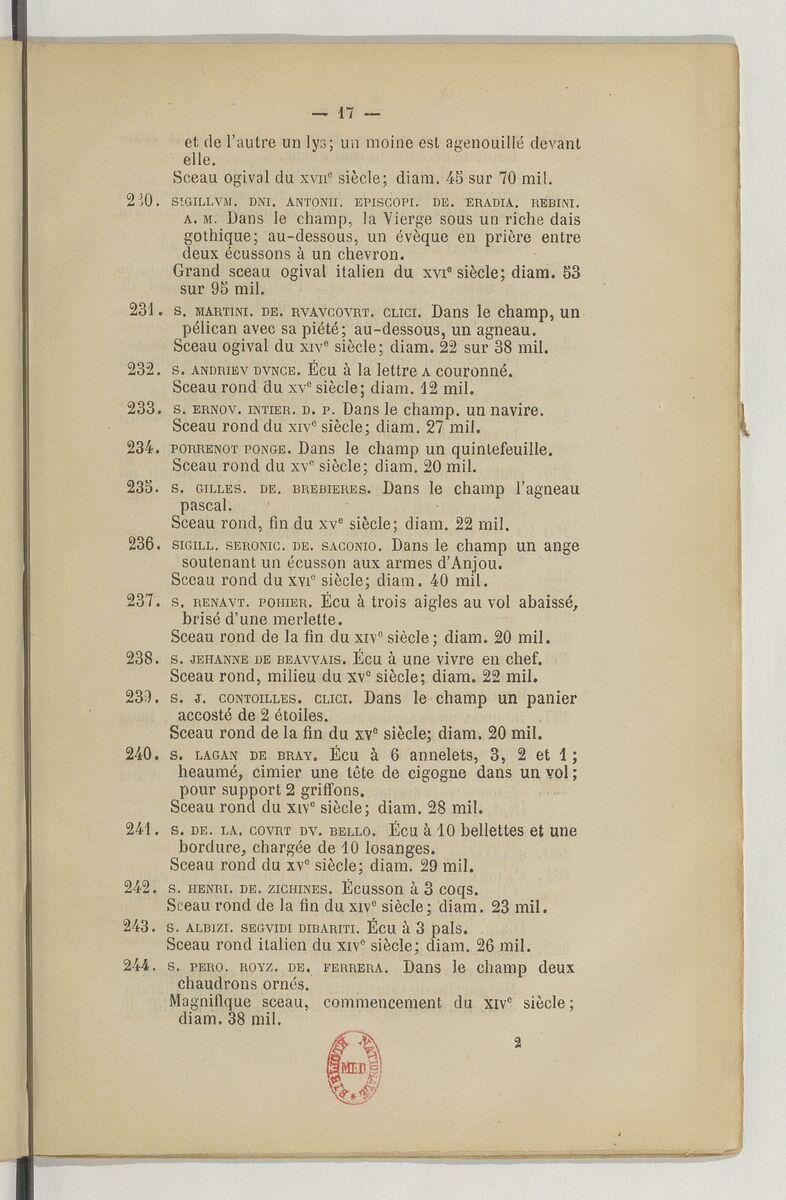 — 17 —
et de l'autre un lys; un moine est agenouillé devant
elle.
Sceau ogival du XVIIe siècle; diam. 45 sur 70 mil.
230. SIGILLVM. DNI. ANTONII. EPISCOPI. DE. ERADIA. REBINI.
A. M. Dans le champ, la Vierge sous un riche dais
gothique; au-dessous, un évèque en prière entre
deux écussons à un chevron.
Grand sceau ogival italien du XVIe siècle; diam. 53
sur 95 mil.
231. S. MARTINI. DE. RVAVCOVRT. CLICI. Dans le champ, un
pélican avec sa piété; au-dessous, un agneau.
Sceau ogival du XIVe siècle; diam. 22 sur 38 mil.
232. S. ANDRIEV DVNCE. Écu à la lettre A couronné.
Sceau rond du XVe siècle; diam. 12 mil.
233. S. ERNOV. INTIER. D. P. Dans le champ. un navire.
Sceau rond du XIVe siècle; diam. 27 mil.
234. PORRENOT PONGE. Dans le champ un quintefeuille.
Sceau rond du XVe siècle; diam. 20 mil.
235. S. GILLES. DE. BREBIERES. Dans le champ l'agneau
pascal.
Sceau rond, fin du XVe siècle; diam. 22 mil.
236. SIGILL. SERONIC. DE. SACONIO. Dans le champ un ange
soutenant un écusson aux armes d'Anjou.
Sceau rond du XVIe siècle; diam. 40 mil.
237. S. RENAVT. POHIER. Écu à trois aigles au vol abaissé,
brisé d'une merlette.
Sceau rond de la fin du XIVe siècle; diam. 20 mil.
238. S. JEHANNE DE BEAVVAIS. Écu à une vivre en chef.
Sceau rond, milieu du XVe siècle; diam. 22 mil.
239. S. J. CONTOILLES. CLICI. Dans le champ un panier
accosté de 2 étoiles.
Sceau rond de la fin du XVe siècle; diam. 20 mil.
240. S. LAGAN DE BRAY. Écu à 6 annelets, 3, 2 et 1;
heaumé, cimier une tête de cigogne dans un vol;
pour support 2 griffons.
Sceau rond du XIVe siècle; diam. 28 mil.
241. S. DE. LA. COVRT DV. BELLO. Écu à 10 bellettes et une
bordure, chargée de 10 losanges.
Sceau rond du XVe siècle; diam. 29 mil.
242. S. HENRI. DE. ZICHINES. Écusson à 3 coqs.
Sceau rond de la fin du XIVe siècle; diam. 23 mil.
243. S. ALBIZI. SEGVIDI DIBARITI. Écu à 3 pals.
Sceau rond italien du XIVe siècle; diam. 26 mil.
244. S. PERO. ROYZ. DE. FERRERA. Dans le champ deux
chaudrons ornés.
Magnifique sceau, commencement du XIVe siècle;
diam. 38 mil.
2
BIBLIOTH NATIONALE
MED